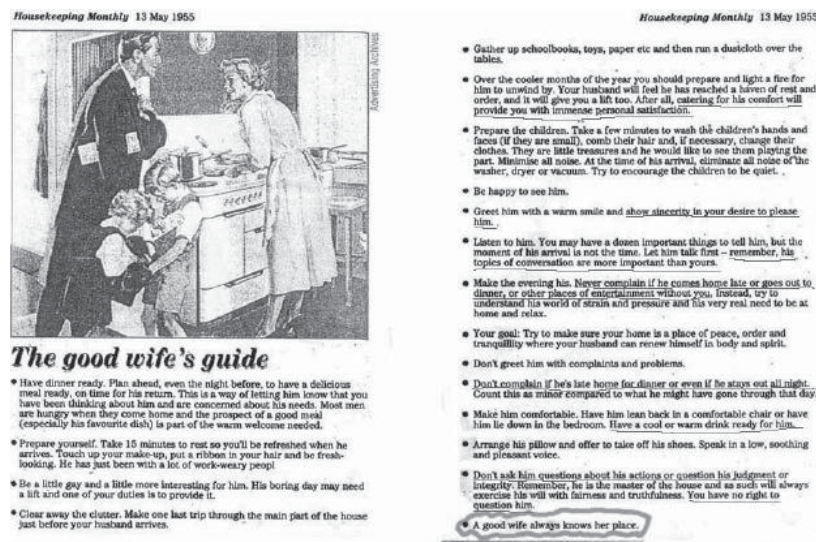 Housekeeping Monthly 13 May 1955
Advertising Archives
The good wife's guide
• Have dinner ready. Plan ahead, even the night before, to have a delicious
meal ready, on time for his return. This is a way of letting him know that you
have been thinking about him and are concerned about his needs. Most men
are hungry when they come home and the prospect of a good meal
(especially his favourite dish) is part of the warm welcome needed.
• Prepare yourself. Take 15 minutes to rest so you'll be refreshed when he
arrives. Touch up your make-up, put a ribbon in your hair and be fresh-
looking. He has just been with a lot of work-weary peopl
• Be a little gay and a little more interesting for him. His boring day may need
a lift and one of your duties is to provide it.
• Clear away the clutter. Make one last trip through the main part of the house
just before your husband arrives.
Housekeeping Monthly 13 May 1955
• Gather up schoolbooks, toys, paper etc and then run a dustcloth over the
tables.
• Over the cooler months of the year you should prepare and light a fire for
him to unwind by. Your husband will feel he has reached a haven of rest and
order, and it will give you a lift too. After all, catering for his comfort will
provide you with immense personal satisfaction.
• Prepare the children. Take a few minutes to wash the children's hands and
faces (if they are small), comb their hair and, if necessary, change their
clothes. They are little treasures and he would like to see them playing the
part. Minimise all noise. At the time of his arrival, eliminate all noise of the
washer, dryer or vacuum. Try to encourage the children to be quiet.
• Be happy to see him.
• Greet him with a warm smile and show sincerity in your desire to please
him.
• Listen to him. You may have a dozen important things to tell him, but the
moment of his arrival is not the time. Let him talk first – remember, his
topics of conversation are more important than yours.
• Make the evening his. Never complain if he comes home late or goes out to
dinner, or other places of entertainment without you. Instead, try to
understand his world of strain and pressure and his very real need to be at
home and relax.
• Your goal: Try to make sure your home is a place of peace, order and
tranquillity where your husband can renew himself in body and spirit.
• Don't greet him with complaints and problems.
• Don't complain if he's late home for dinner or even if he stays out all night.
Count this as minor compared to what he might have gone through that day.
• Make him comfortable. Have him lean back in a comfortable chair or have
him lie down in the bedroom. Have a cool or warm drink ready for him.
• Arrange his pillow and offer to take off his shoes. Speak in a low, soothing
and pleasant voice.
• Don't ask him questions about his actions or question his judgment or
integrity. Remember, he is the master of the house and as such will always
exercise his will with fairness and truthfulness. You have no right to
question him.
• A good wife always knows her place.